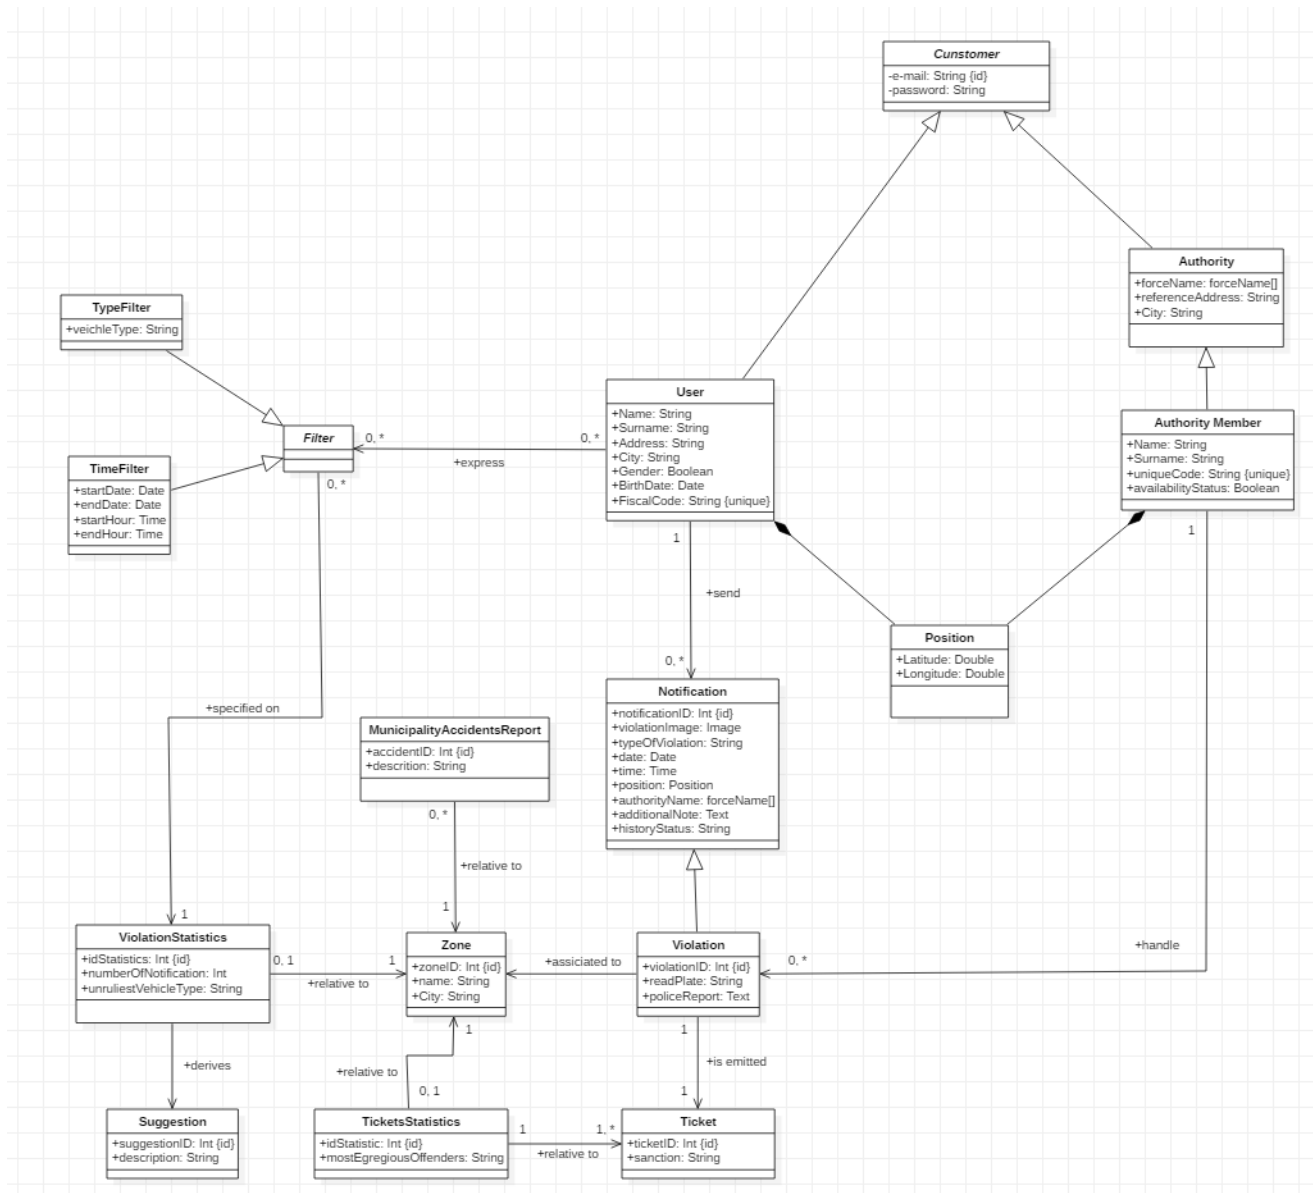 Cunstomer
-e-mail: String {id}
-password: String
Authority
+forceName: forceName[]
+referenceAddress: String
+City: String
TypeFilter
+veichleType: String
User
+Name: String
+Surname: String
+Address: String
+City: String
+Gender: Boolean
+BirthDate: Date
+FiscalCode: String {unique}
Authority Member
+Name: String
+Surname: String
+uniqueCode: String {unique}
+availabilityStatus: Boolean
Filter
0, *
0, *
+express
TimeFilter
+startDate: Date
+endDate: Date
+startHour: Time
+endHour: Time
0, *
1
1
+send
0, *
Position
+Latitude: Double
+Longitude: Double
Notification
+notificationID: Int {id}
+violationImage: Image
+typeOfViolation: String
+date: Date
+time: Time
+position: Position
+authorityName: forceName[]
+additionalNote: Text
+historyStatus: String
+specified on
MunicipalityAccidentsReport
+accidentID: Int {id}
+descrition: String
0, *
+relative to
1
1
ViolationStatistics
+idStatistics: Int {id}
+numberOfNotification: Int
+unruliestVehicleType: String
0, 1
1
+relative to
Zone
+zoneID: Int {id}
+name: String
+City: String
+assiciated to
Violation
+violationID: Int {id}
+readPlate: String
+policeReport: Text
0, *
+handle
1
1
+is emitted
1
+derives
+relative to
0, 1
Suggestion
+suggestionID: Int {id}
+description: String
TicketsStatistics
+idStatistic: Int {id}
+mostEgregiousOffenders: String
1
1, *
+relative to
Ticket
+ticketID: Int {id}
+sanction: String